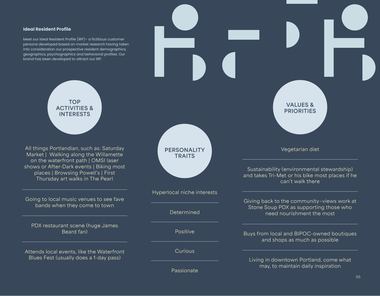 Ideal Resident Profile
Meet our Ideal Resident Profile (IRP)- a fictitious customer
personal developed based on market research having taken
into consideration our prospective resident demographics,
geographics, psychographics and behavioral profiles. Our
brand has been developed to attract our IRP.
TOP
ACTIVITIES &
INTERESTS
All things Portlandian, such as: Saturday
Market | Walking along the Willamette
on the waterfront path | OMSI laser
shows or After-Dark events | Biking most
places | Browsing Powell's | First
Thursday art walks in The Pearl
Going to local music venues to see fave
bands when they come to town
PDX restaurant scene (huge James
Beard fan)
Attends local events, like the Waterfront
Blues Fest (usually does a 1-day pass)
PERSONALITY
TRAITS
Hyperlocal niche interests
Determined
Positive
Curious
Passionate
VALUES &
PRIORITIES
Vegetarian diet
Sustainability (environmental stewardship)
and takes Tri-Met or his bike most places if he
can't walk there
Giving back to the community-views work at
Stone Soup PDX as supporting those who
need nourishment the most
Buys from local and BIPOC-owned boutiques
and shops as much as possible
Living in downtown Portland, come what
may, to maintain daily inspiration